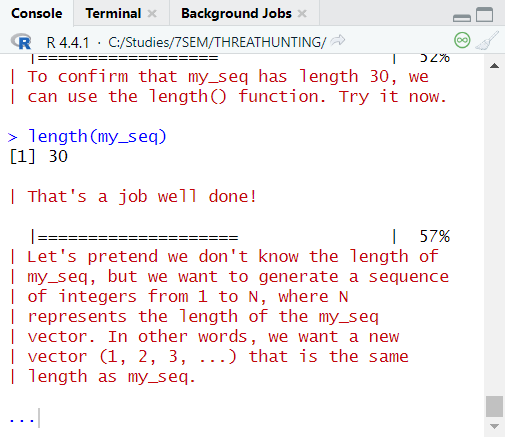 Console Terminal × Background Jobs ×
R 4.4.1 · C:/Studies/7SEM/THREATHUNTING/
|================== | 52%
| To confirm that my_seq has length 30, we
| can use the length() function. Try it now.
> length(my_seq)
[1] 30
| That's a job well done!
|==================== | 57%
| Let's pretend we don't know the length of
| my_seq, but we want to generate a sequence
| of integers from 1 to N, where N
| represents the length of the my_seq
| vector. In other words, we want a new
| vector (1, 2, 3, ...) that is the same
| length as my_seq.
...